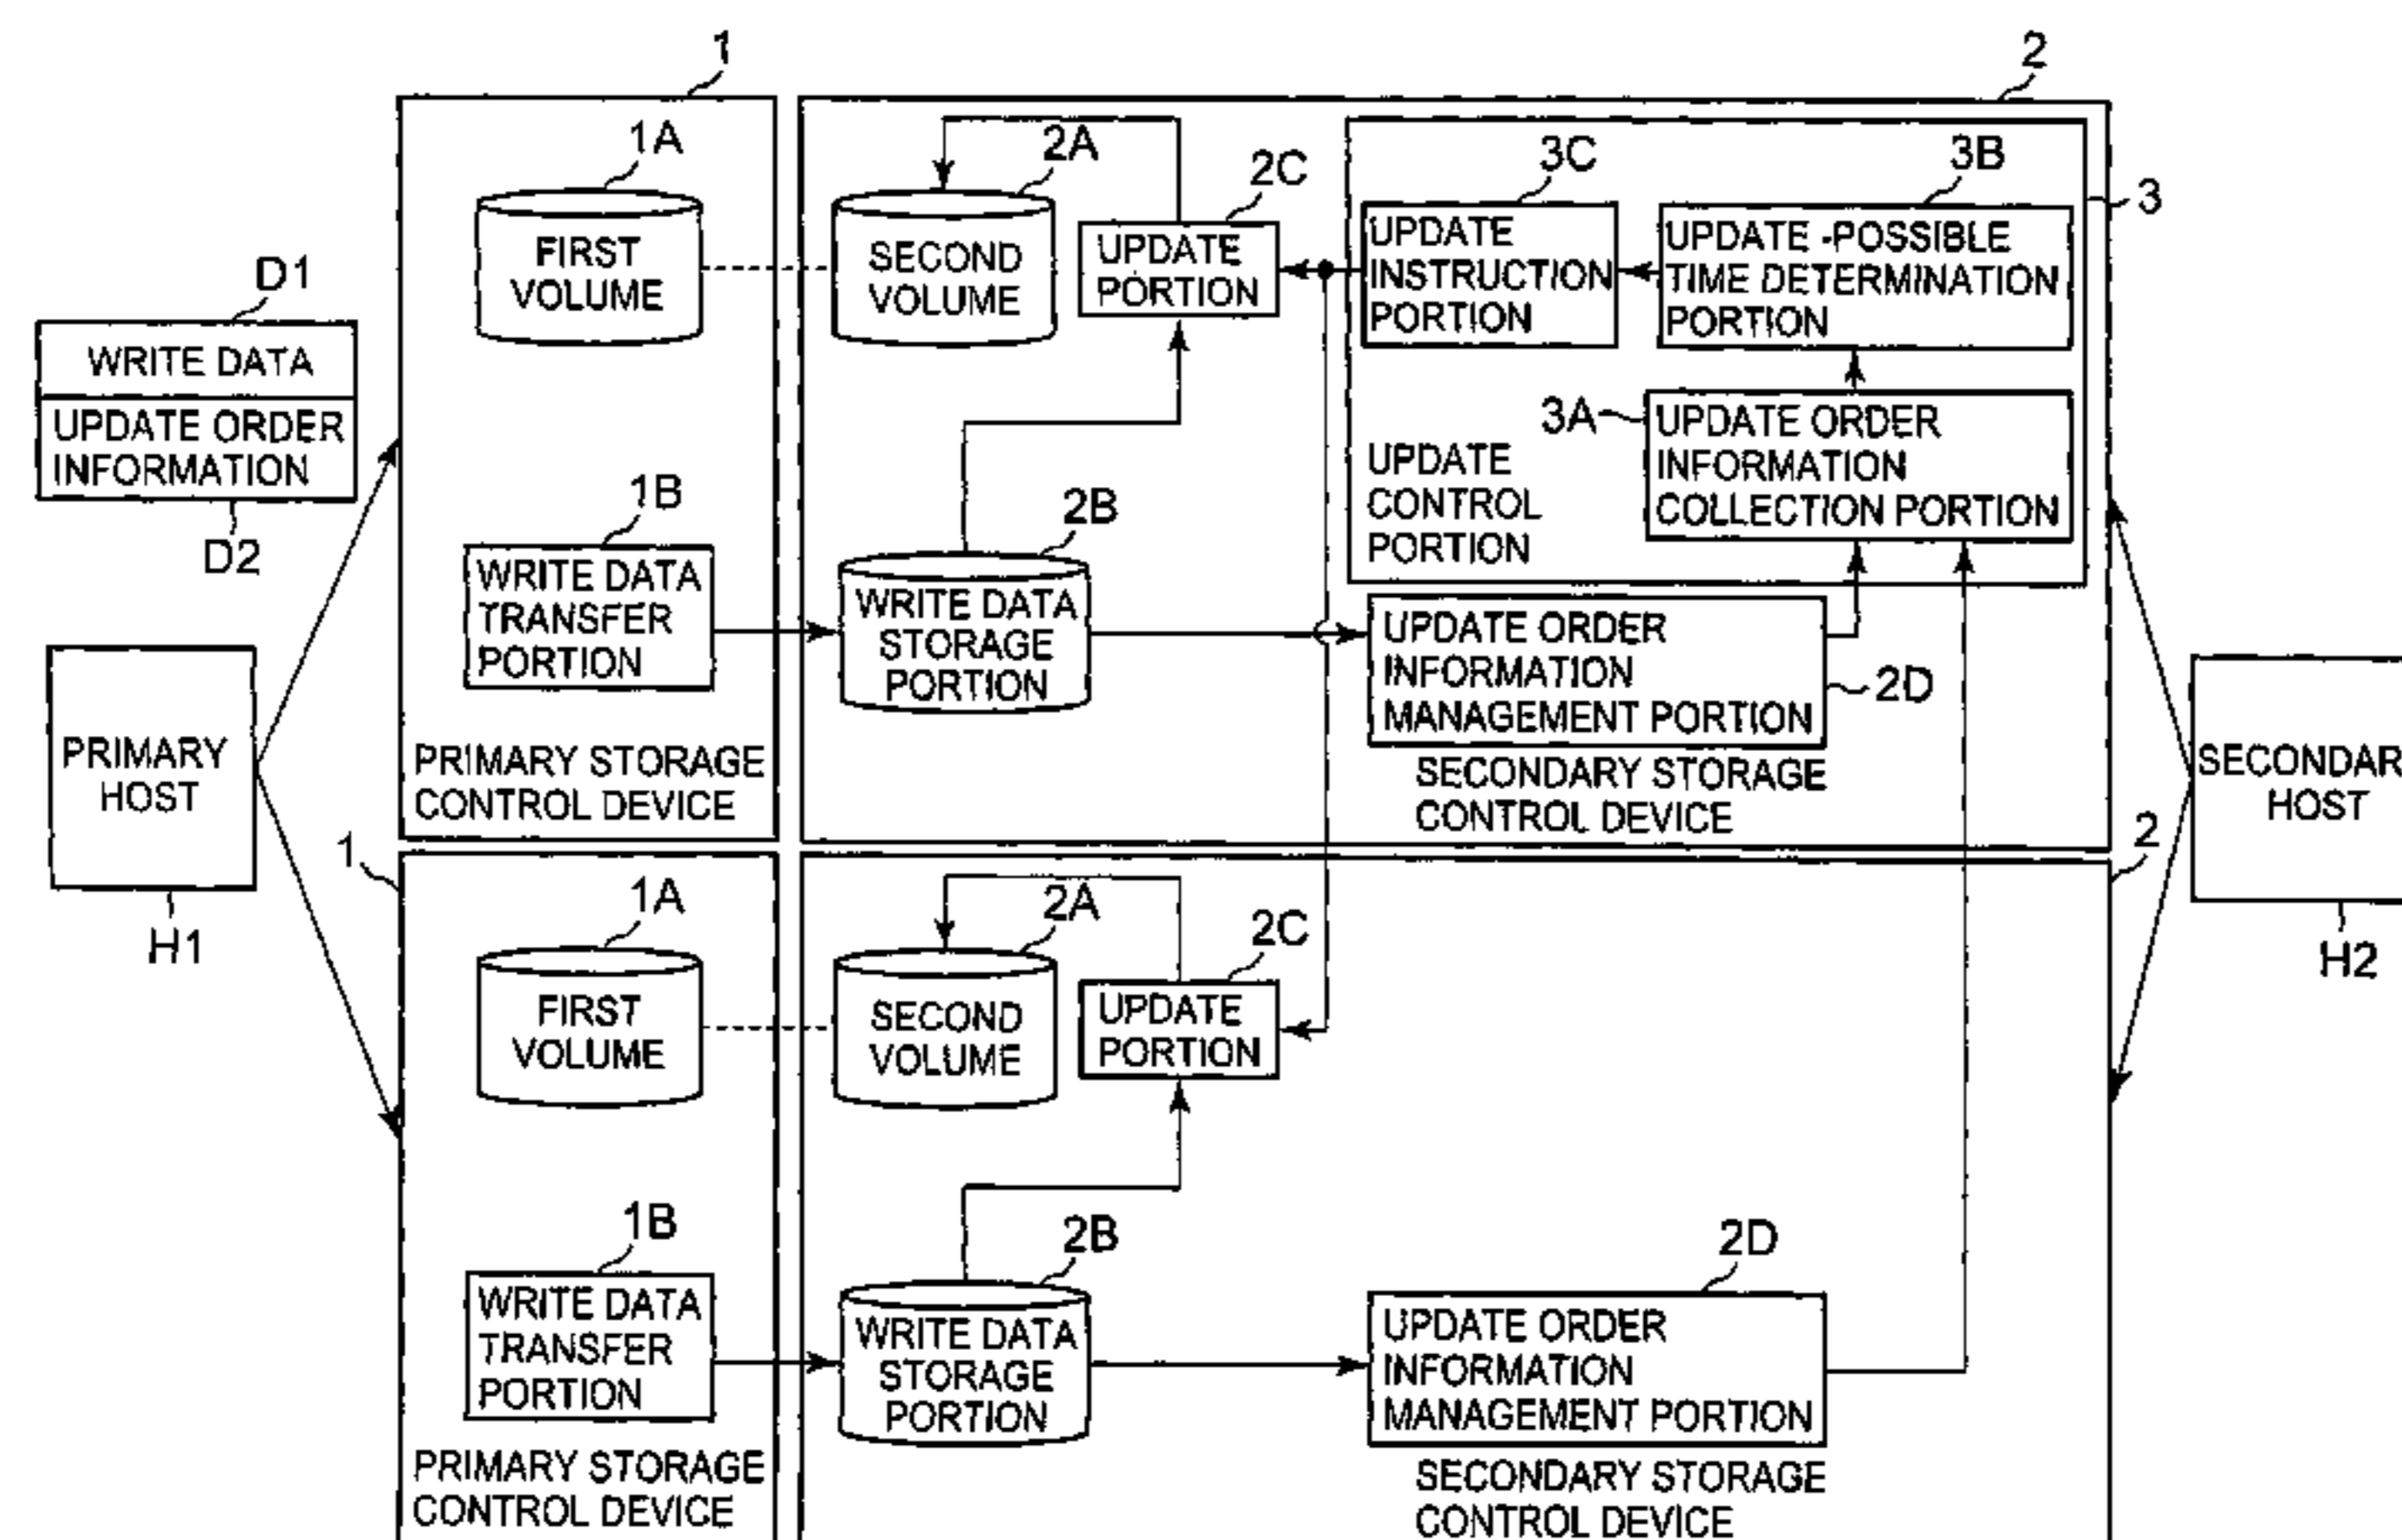 1
2
1A
2A
2C
3C
3B
3
FIRST
VOLUME
SECOND
VOLUME
UPDATE
PORTION
UPDATE
INSTRUCTION
PORTION
UPDATE -POSSIBLE
TIME DETERMINATION
PORTION
D1
WRITE DATA
UPDATE ORDER
INFORMATION
D2
3A
UPDATE ORDER
INFORMATION
COLLECTION PORTION
UPDATE
CONTROL
PORTION
1B
2B
WRITE DATA
TRANSFER
PORTION
WRITE DATA
STORAGE
PORTION
UPDATE ORDER
INFORMATION
MANAGEMENT PORTION
2D
PRIMARY
HOST
H1
PRIMARY STORAGE
CONTROL DEVICE
SECONDARY STORAGE
CONTROL DEVICE
SECONDAR
HOST
H2
1
2
1A
2A
2C
FIRST
VOLUME
SECOND
VOLUME
UPDATE
PORTION
1B
2B
2D
WRITE DATA
TRANSFER
PORTION
WRITE DATA
STORAGE
PORTION
UPDATE ORDER
INFORMATION
MANAGEMENT PORTION
PRIMARY STORAGE
CONTROL DEVICE
SECONDARY STORAGE
CONTROL DEVICE